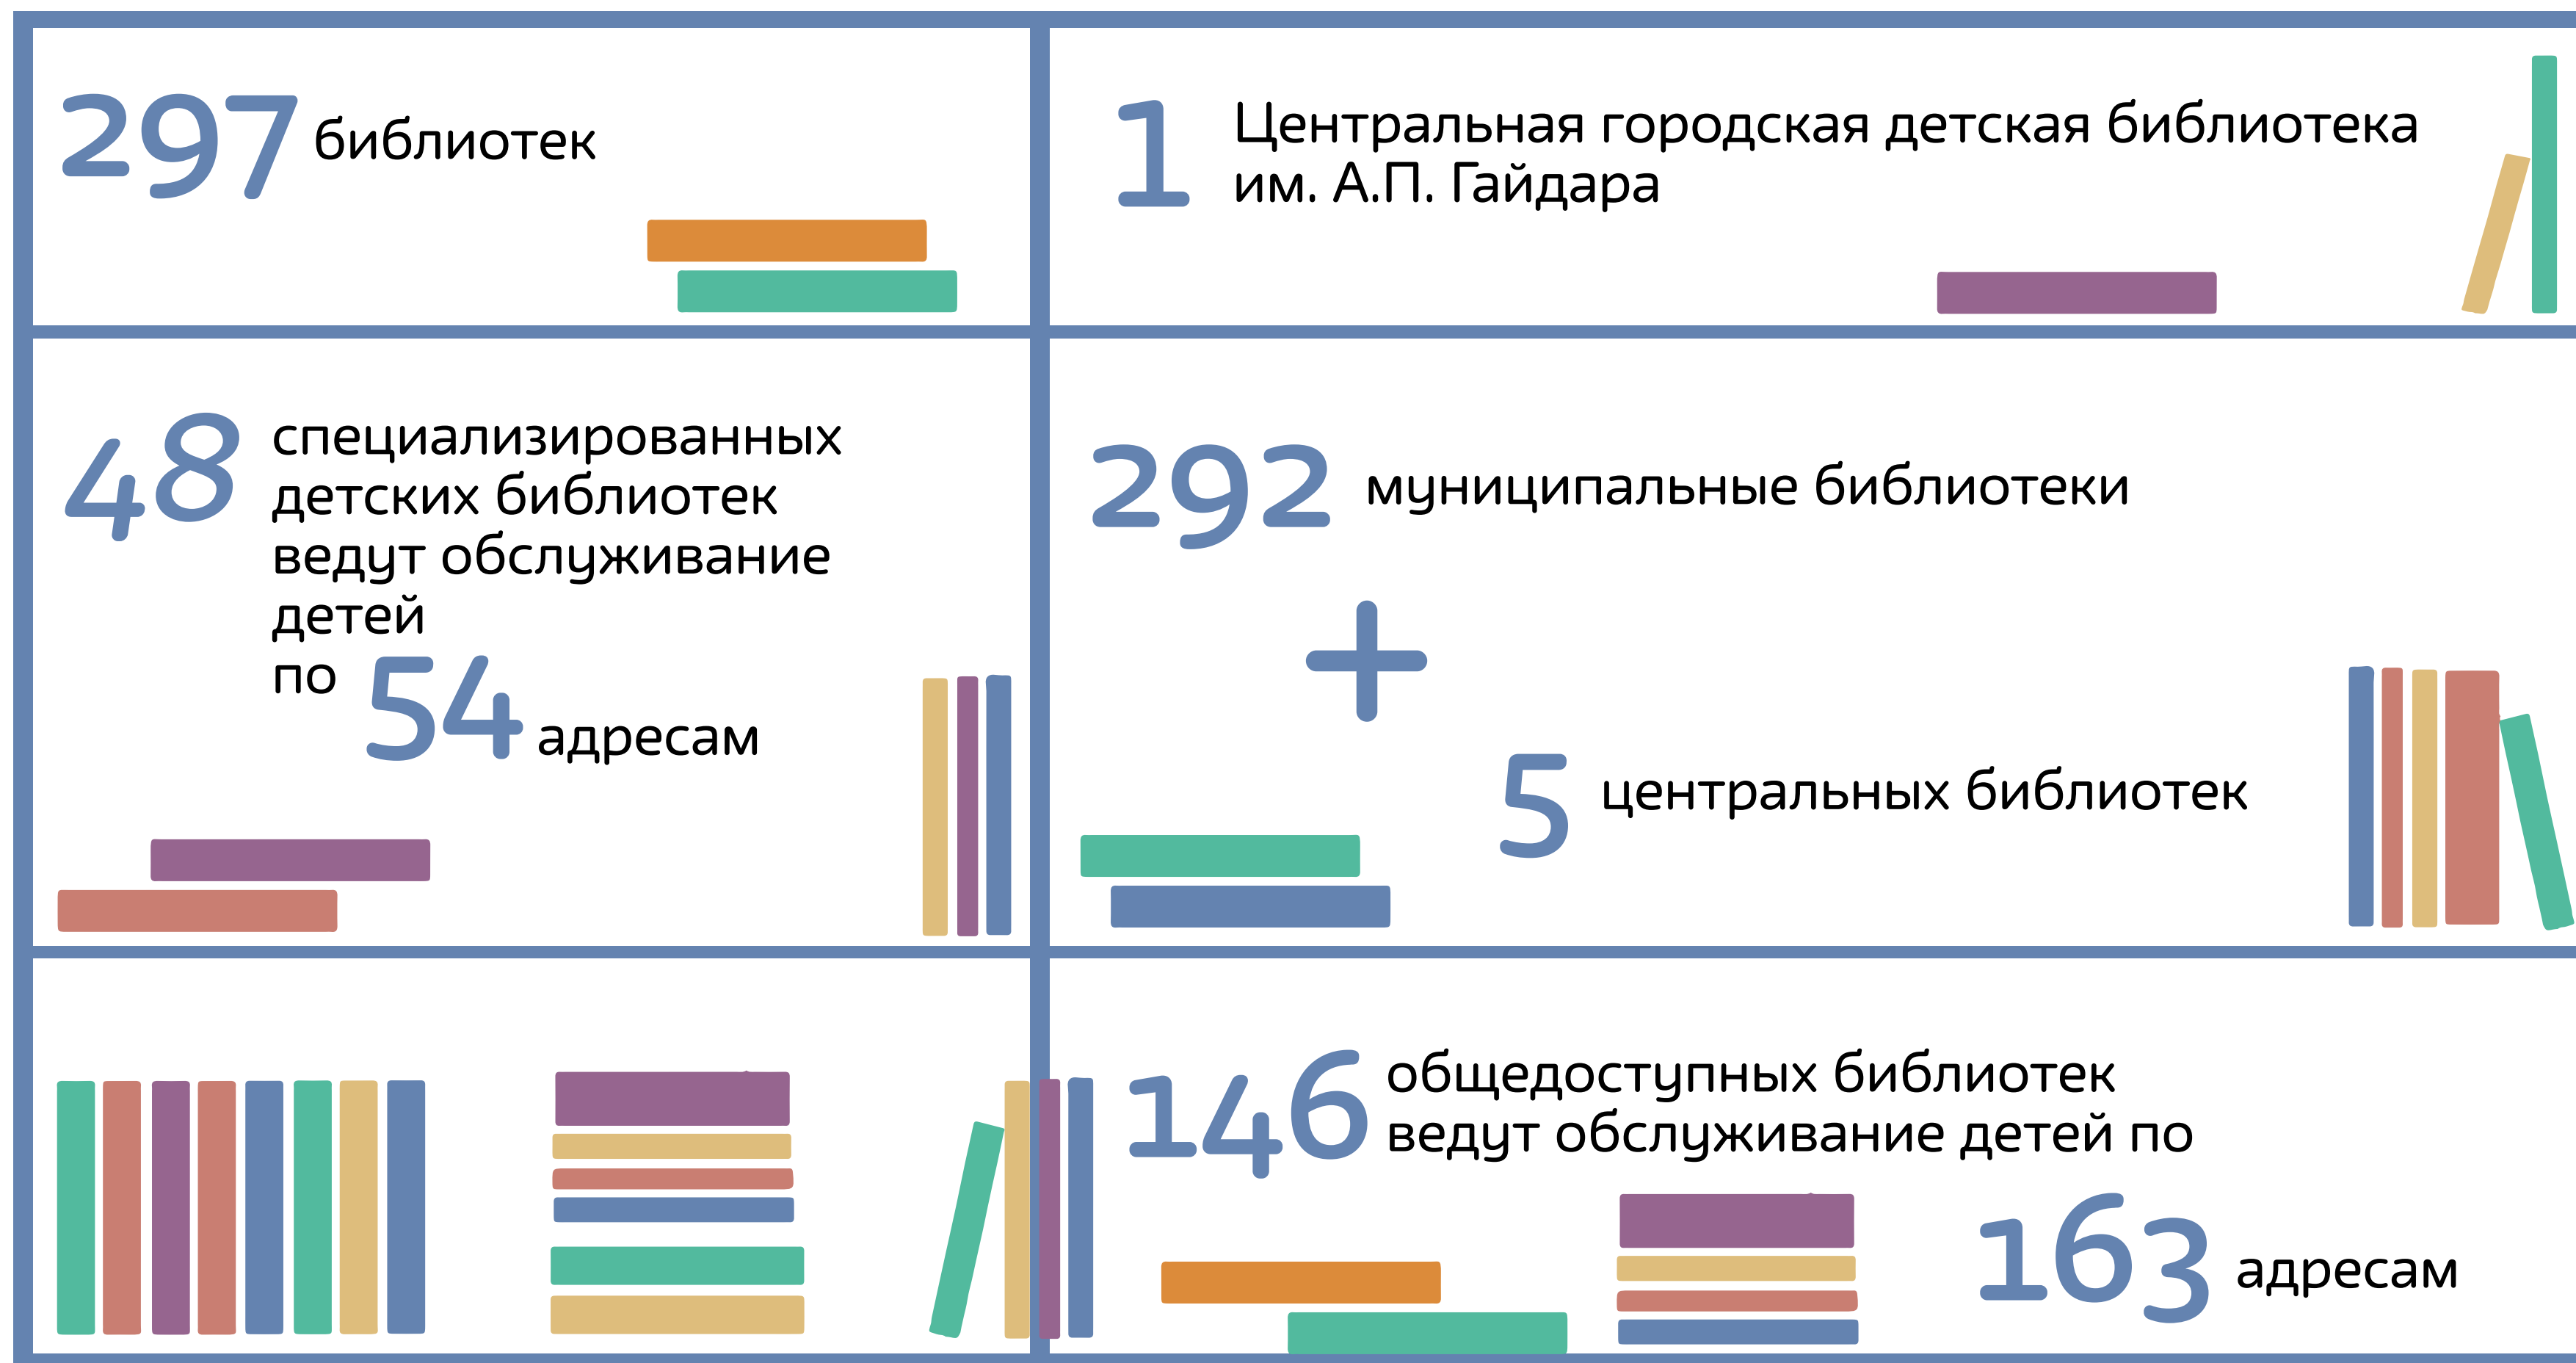 297 библиотек
1 Центральная городская детская библиотека
им. А.П. Гайдара
48 специализированных
детских библиотек
ведут обслуживание
детей
по 54 адресам
292 муниципальные библиотеки
+
5 центральных библиотек
146 общедоступных библиотек
ведут обслуживание детей по
163 адресам